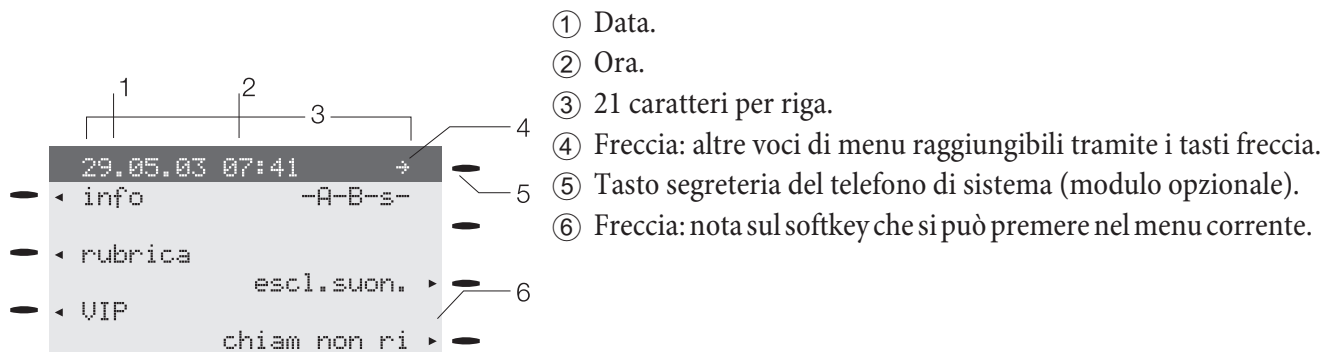 1 2
3
4
29.05.03 07:41 →
5
◂ info -A-B-s-
◂ rubrica
escl.suon. ▸
6
◂ VIP
chiam non ri ▸
① Data.
② Ora.
③ 21 caratteri per riga.
④ Freccia: altre voci di menu raggiungibili tramite i tasti freccia.
⑤ Tasto segreteria del telefono di sistema (modulo opzionale).
⑥ Freccia: nota sul softkey che si può premere nel menu corrente.